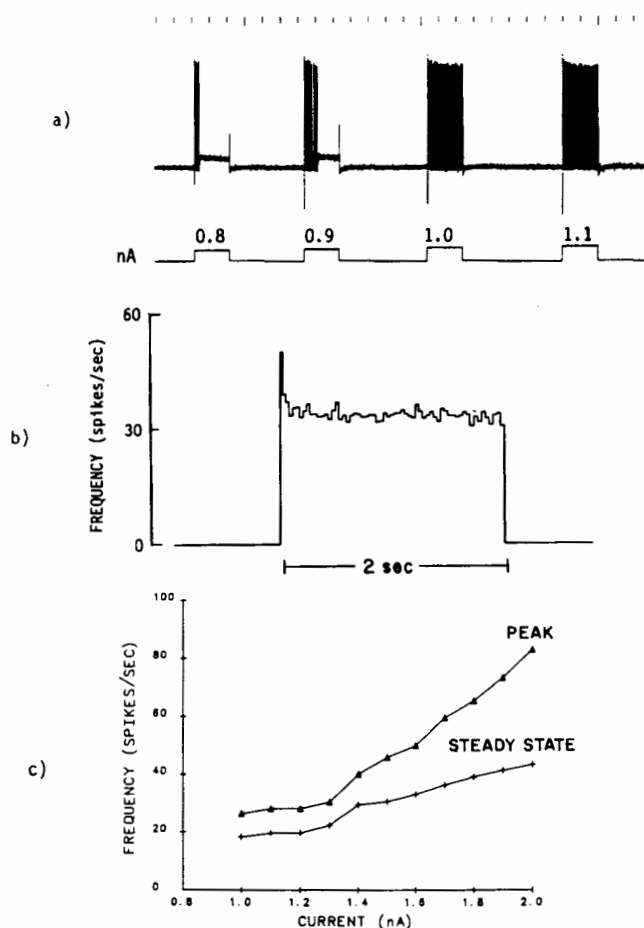 a)
0.8 0.9 1.0 1.1
nA
60
30
0
FREQUENCY (spikes/sec)
b)
2 sec
100
80
60
40
20
0
FREQUENCY (SPIKES/SEC)
c)
PEAK
STEADY STATE
0.8 1.0 1.2 1.4 1.6 1.8 2.0
CURRENT (nA)